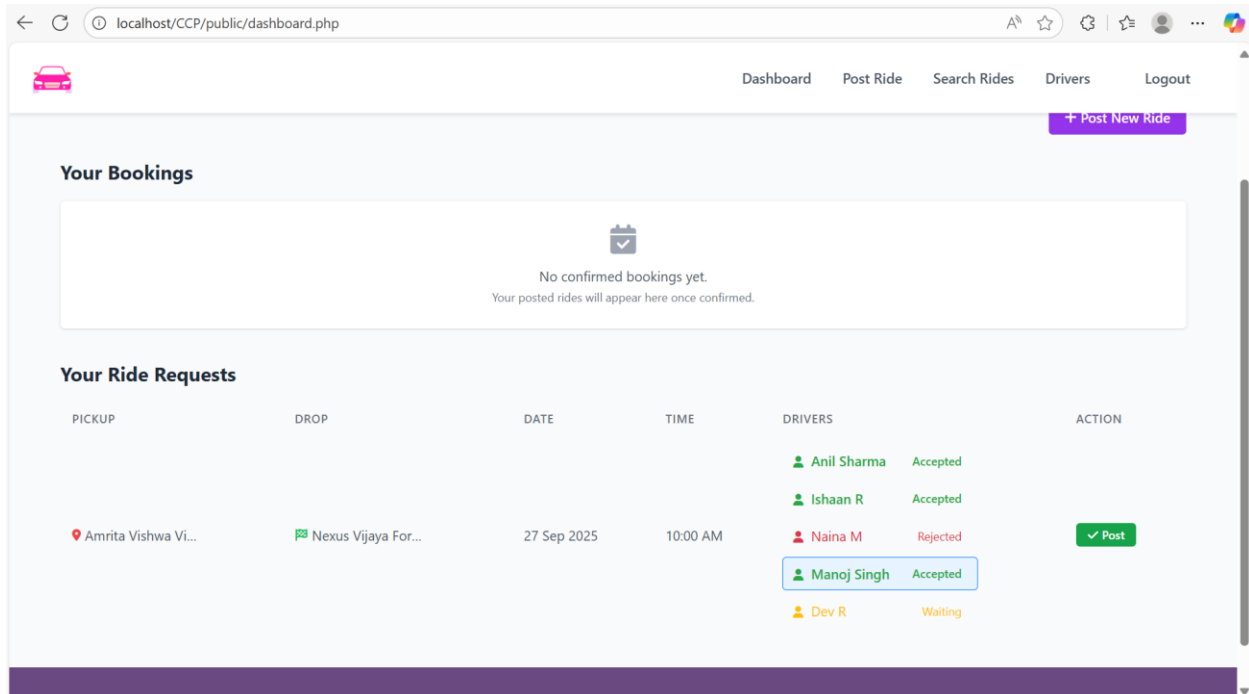 localhost/CCP/public/dashboard.php
Dashboard Post Ride Search Rides Drivers Logout
+ Post New Ride
Your Bookings
No confirmed bookings yet.
Your posted rides will appear here once confirmed.
Your Ride Requests
PICKUP DROP DATE TIME DRIVERS ACTION
Anil Sharma Accepted
Ishaan R Accepted
Amrita Vishwa Vi... Nexus Vijaya For... 27 Sep 2025 10:00 AM Naina M Rejected Post
Manoj Singh Accepted
Dev R Waiting